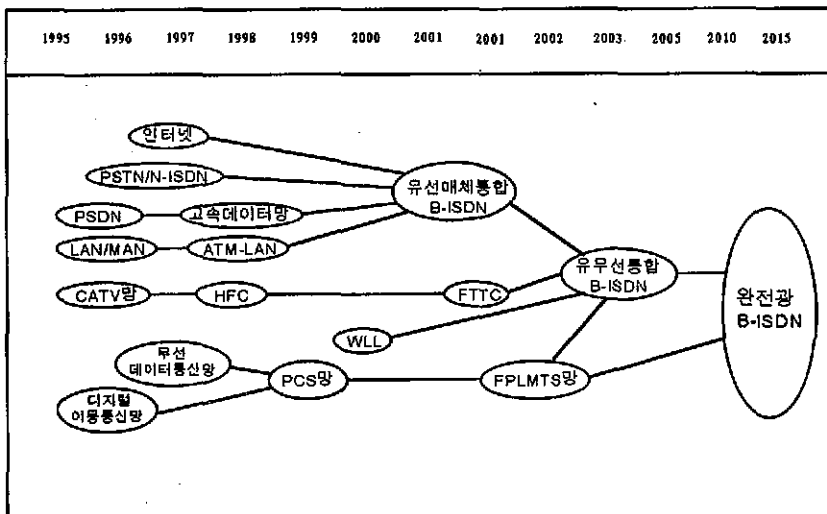 1995 1996 1997 1998 1999 2000 2001 2001 2002 2003. 2005 2010 2015
인터넷
PSTN/N-ISDN
유선매체통합
B-ISDN
PSDN
고속데이터망
LAN/MAN
ATM-LAN
유무선통합
B-ISDN
CATV망
HFC
FTTC
완전광
B-ISDN
WLL
무선
데이터통신망
PCS망
FPLMTS망
디지털
이동통신망